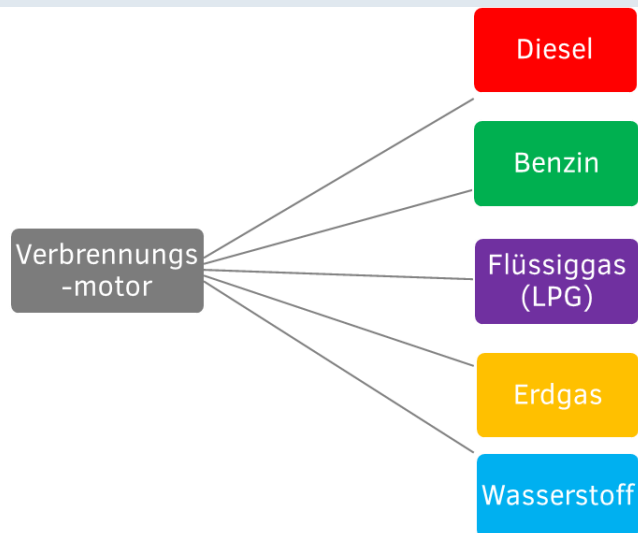 Diesel
Benzin
Verbrennungs
-motor
Flüssiggas
(LPG)
Erdgas
Wasserstoff